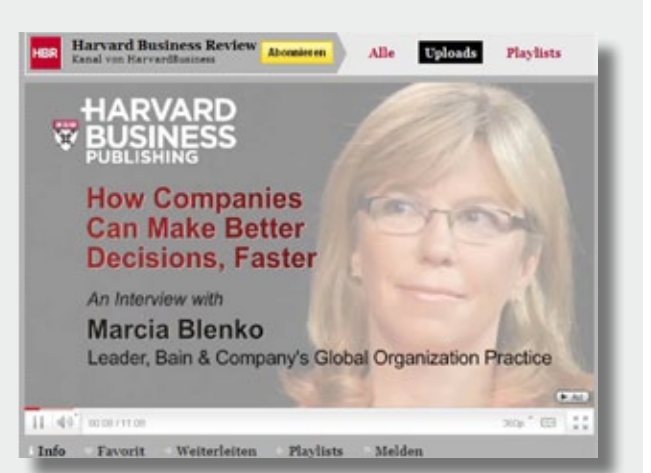 HBR
Harvard Business Review
Kanal von HarvardBusiness
Abonnieren
Alle
Uploads
Playlists
HARVARD
BUSINESS
PUBLISHING
How Companies
Can Make Better
Decisions, Faster
An Interview with
Marcia Blenko
Leader, Bain & Company's Global Organization Practice
00:08 / 11:08
360p
Info Favorit Weiterleiten Playlists Melden